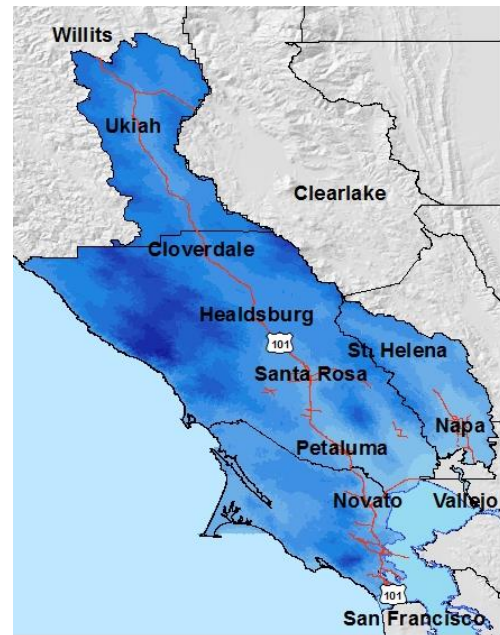 Willits
Ukiah
Clearlake
Cloverdale
Healdsburg
101
St. Helena
Santa Rosa
Napa
Petaluma
Novato
Vallejo
101
San Francisco